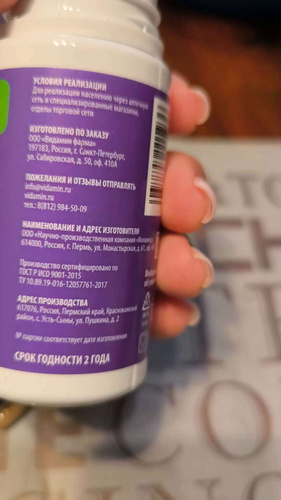 УСЛОВИЯ РЕАЛИЗАЦИИ
Для реализации населению через аптечную
сеть и специализированные магазины,
отделы торговой сети
ИЗГОТОВЛЕНО ПО ЗАКАЗУ
ООО «Видамин фарма»
197183, Россия, г. Санкт-Петербург,
ул. Сабировская, д. 50, оф. 410А
ПОЖЕЛАНИЯ И ОТЗЫВЫ ОТПРАВЛЯТЬ
info@vidamin.ru
vidamin.ru
тел.: 8(812) 984-50-09
НАИМЕНОВАНИЕ И АДРЕС ИЗГОТОВИТЕЛЯ
ООО «Научно-производственная компания
614000, Россия, г. Пермь, ул. Монастырская, д. 61, оф.
Производство сертифицировано по
ГОСТ Р ИСО 9001-2015
ТУ 10.89.19-016-12057761-2017
АДРЕС ПРОИЗВОДСТВА
617076, Россия, Пермский край, Краснокамский
район, с. Усть-Сыны, ул. Пушкина, д. 2
№ партии соответствует дате изготовления
СРОК ГОДНОСТИ 2 ГОДА